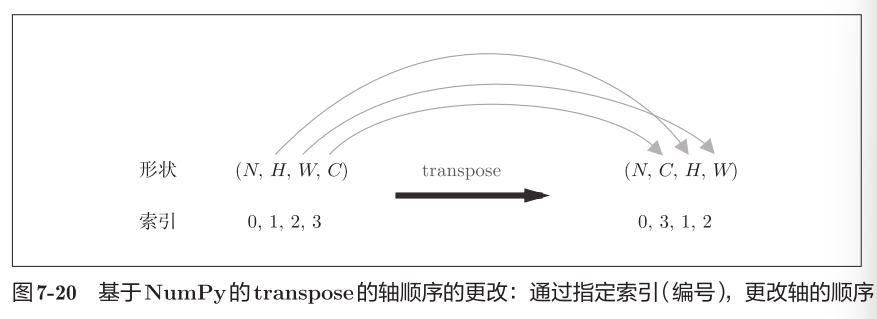 形状 (N, H, W, C) transpose (N, C, H, W)
索引 0, 1, 2, 3 0, 3, 1, 2
图7-20 基于NumPy的transpose的轴顺序的更改：通过指定索引（编号），更改轴的顺序